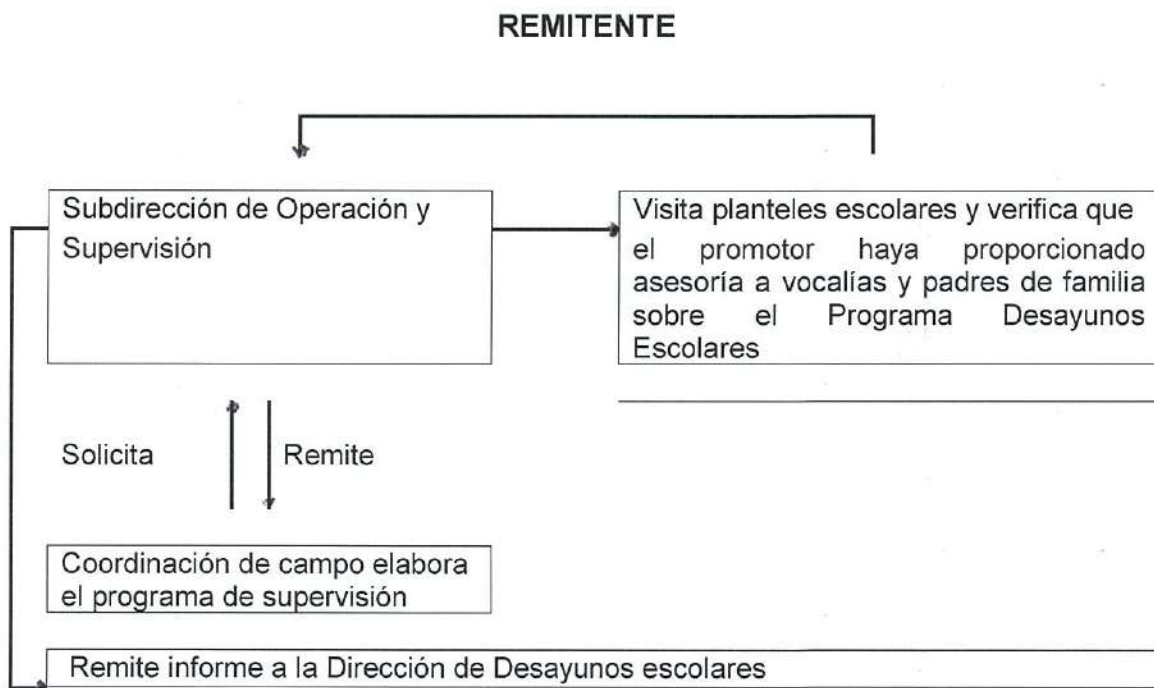 REMITENTE
Subdirección de Operación y
Supervisión
Visita planteles escolares y verifica que
el promotor haya proporcionado
asesoría a vocalías y padres de familia
sobre el Programa Desayunos
Escolares
Solicita
Remite
Coordinación de campo elabora
el programa de supervisión
Remite informe a la Dirección de Desayunos escolares